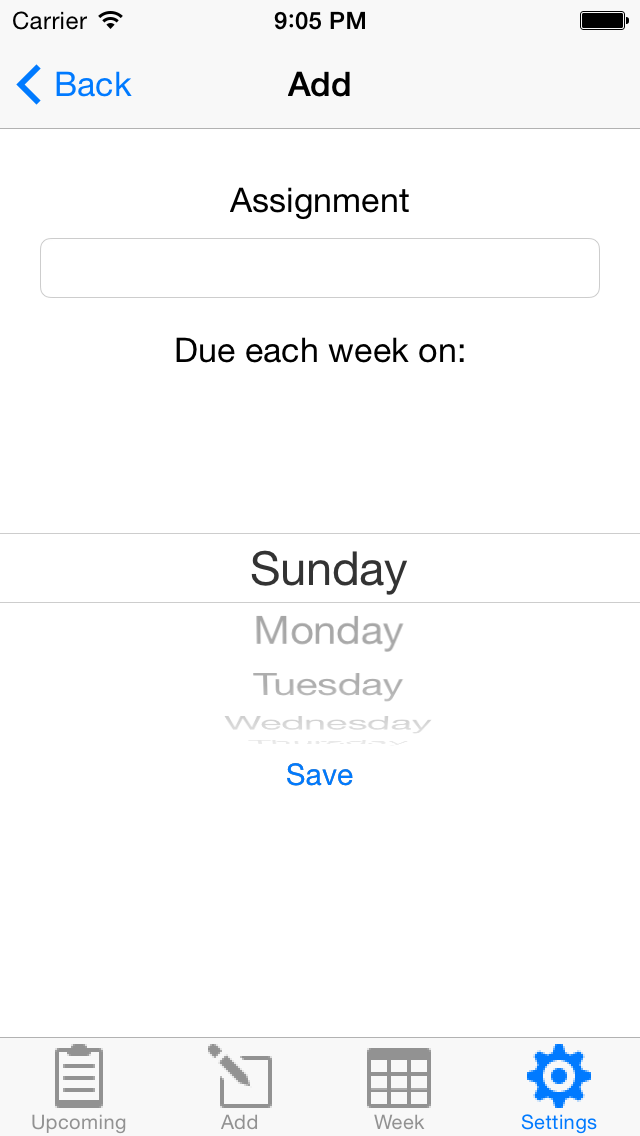 Carrier 9:05 PM
Back Add
Assignment
Due each week on:
Sunday
Monday
Tuesday
Wednesday
Thursday
Save
Upcoming Add Week Settings